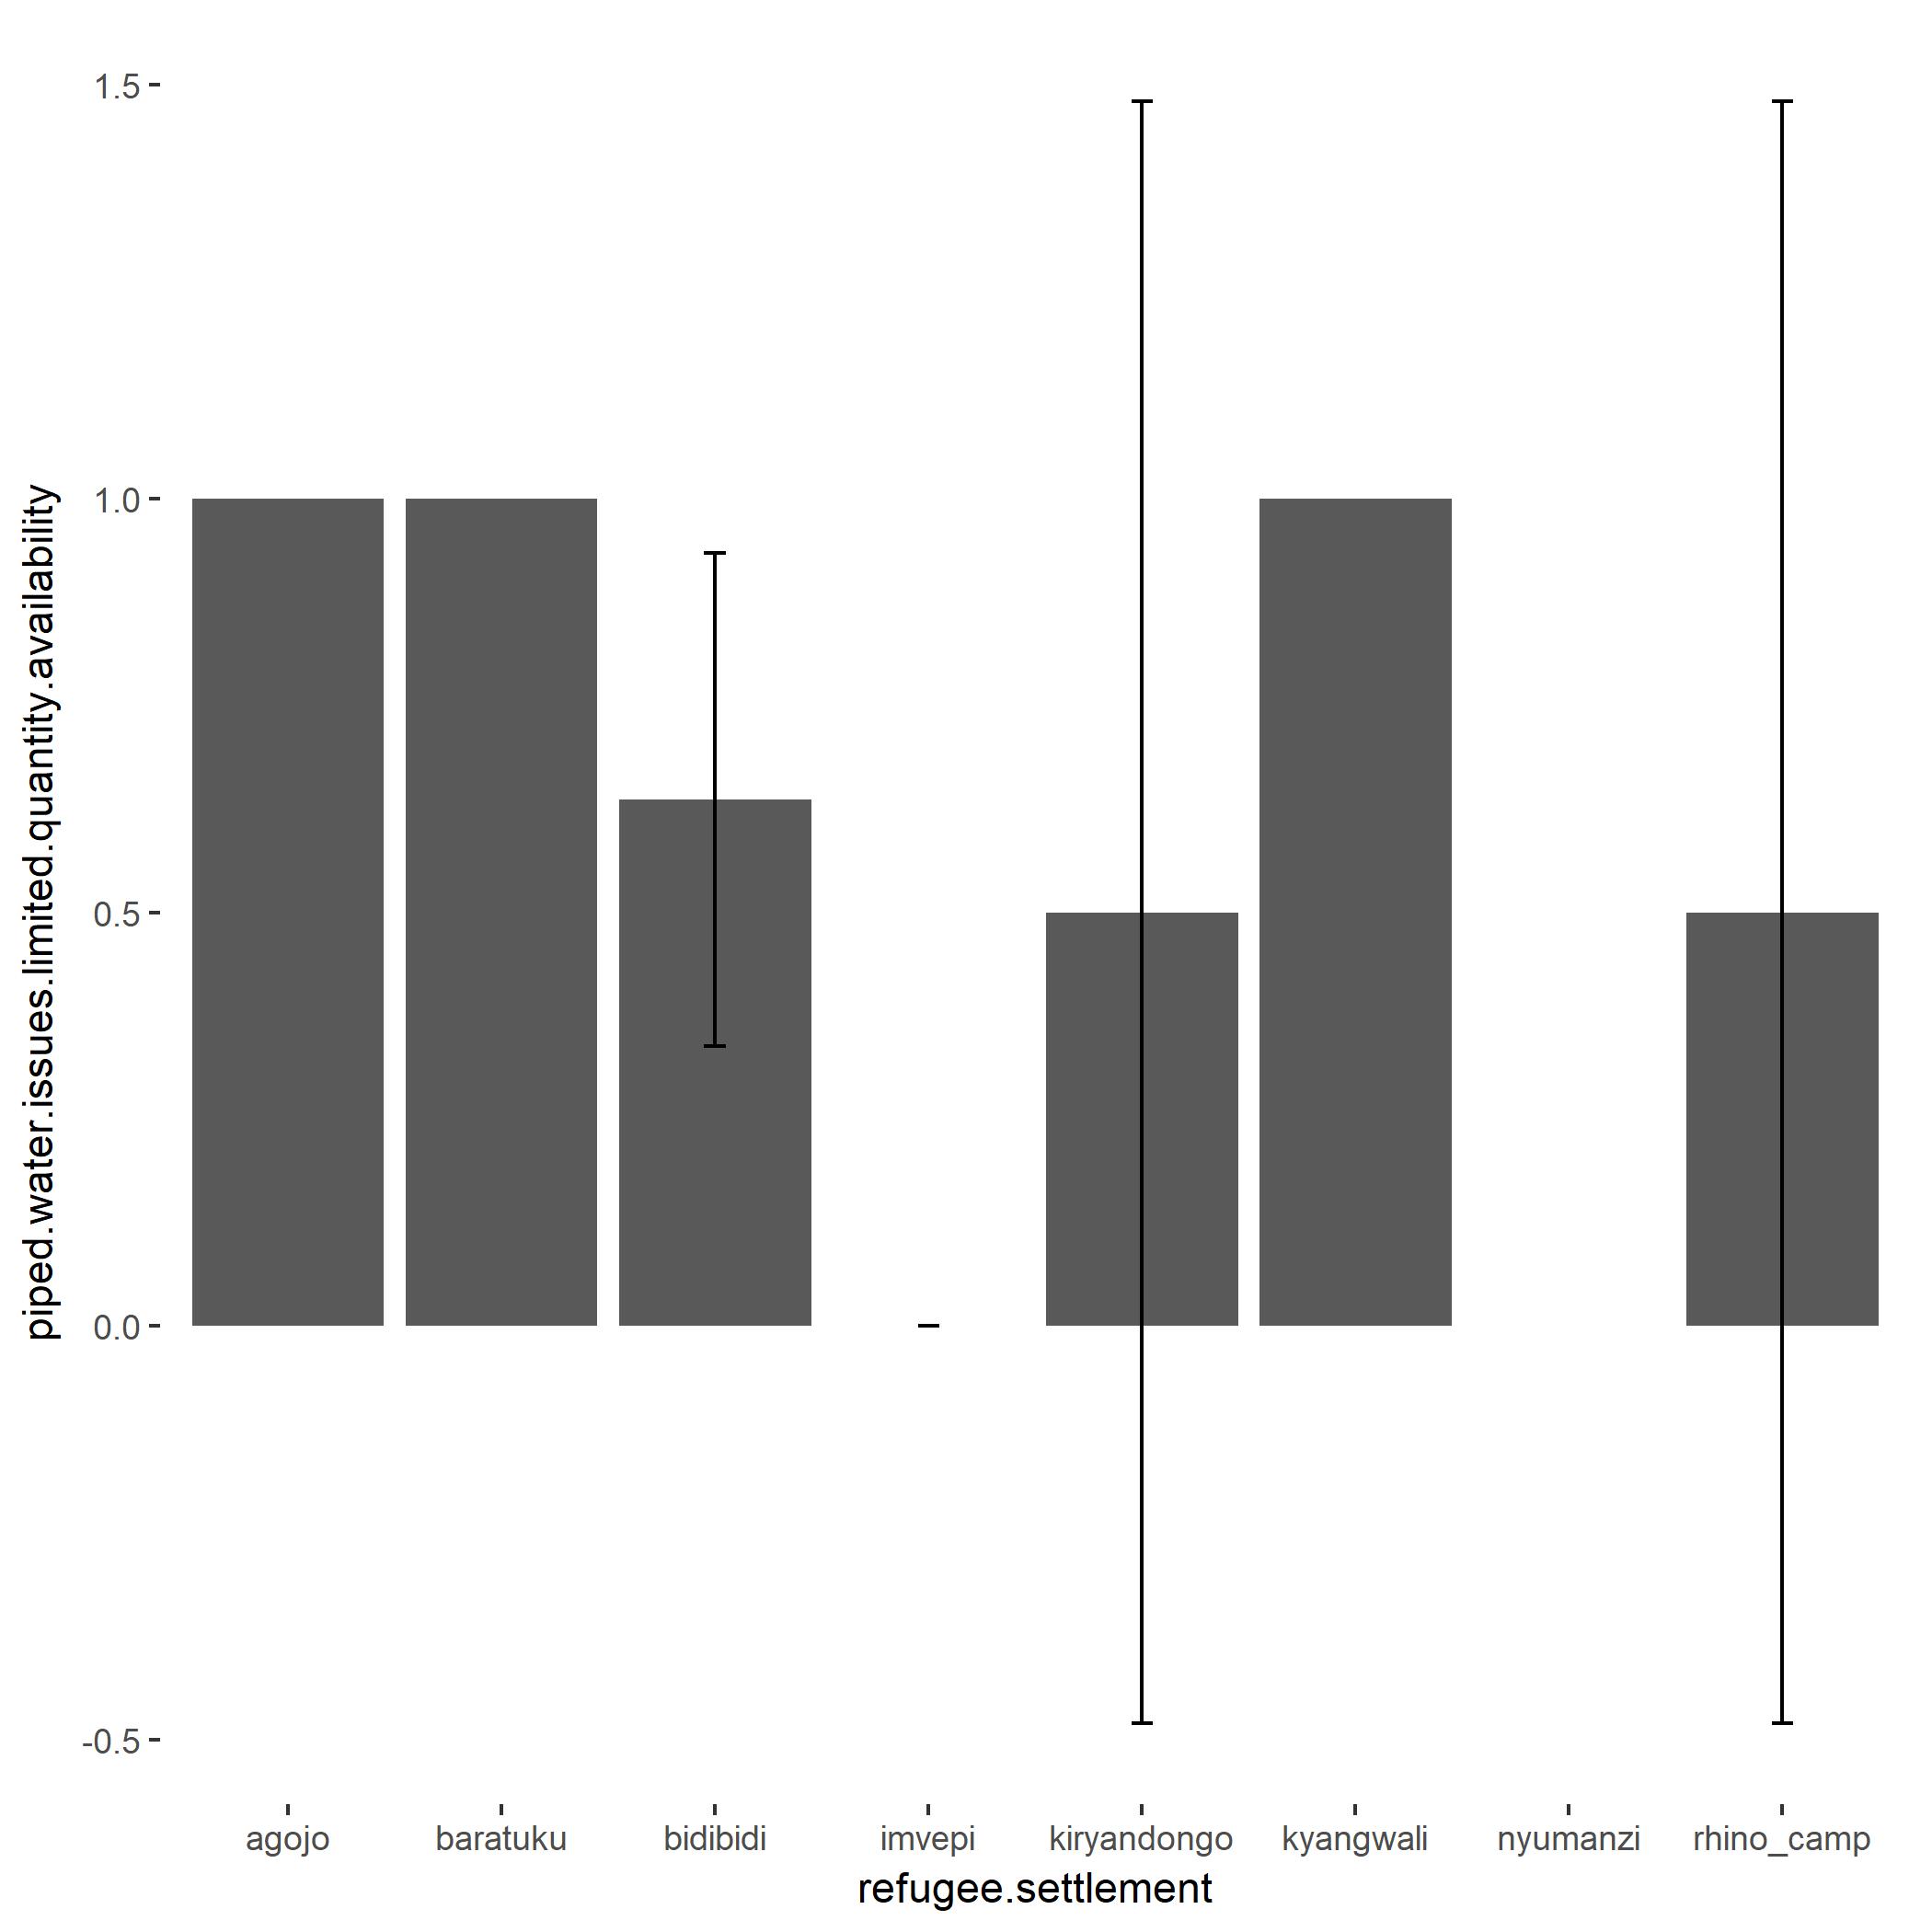 piped.water.issues.limited.quantity.availability
1.5
1.0
0.5
0.0
-0.5
agojo baratuku bidibidi imvepi kiryandongo kyangwali nyumanzi rhino_camp
refugee.settlement